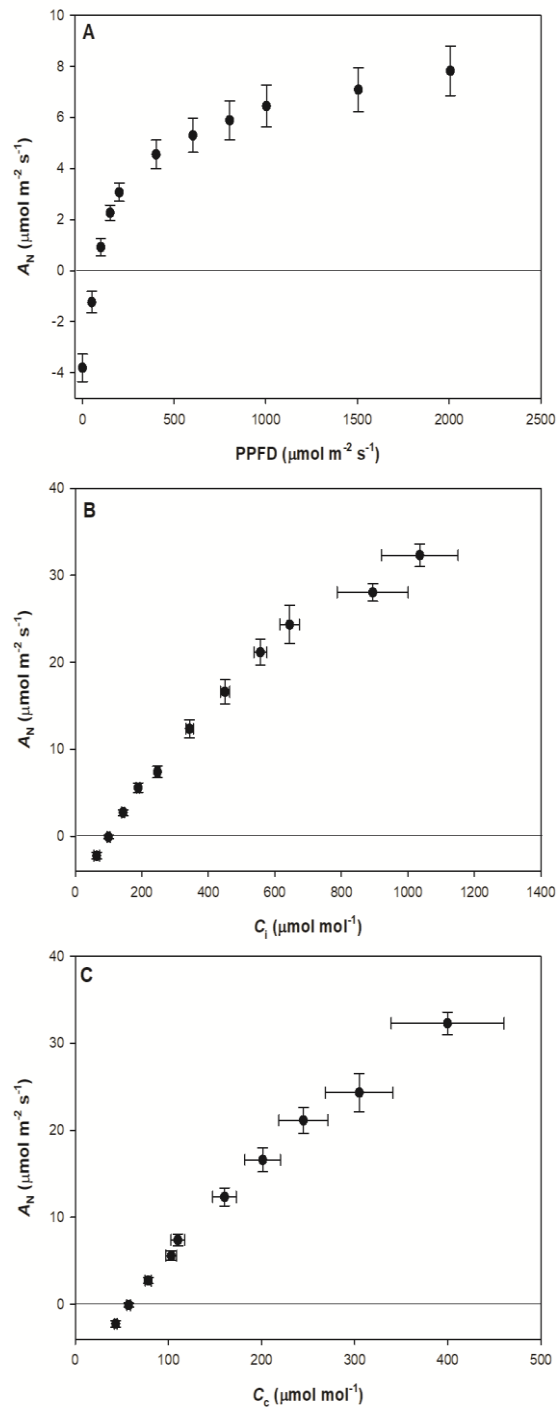 A
10
8
6
4
2
0
-2
-4
A_N (μmol m⁻² s⁻¹)
0 500 1000 1500 2000 2500
PPFD (μmol m⁻² s⁻¹)
B
40
30
20
10
0
A_N (μmol m⁻² s⁻¹)
0 200 400 600 800 1000 1200 1400
C_i (μmol mol⁻¹)
C
40
30
20
10
0
A_N (μmol m⁻² s⁻¹)
0 100 200 300 400 500
C_c (μmol mol⁻¹)